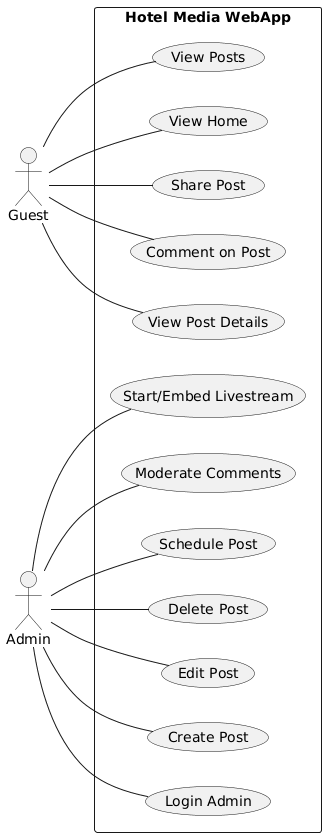 Hotel Media WebApp
View Posts
View Home
Share Post
Guest
Comment on Post
View Post Details
Start/Embed Livestream
Moderate Comments
Schedule Post
Delete Post
Admin
Edit Post
Create Post
Login Admin